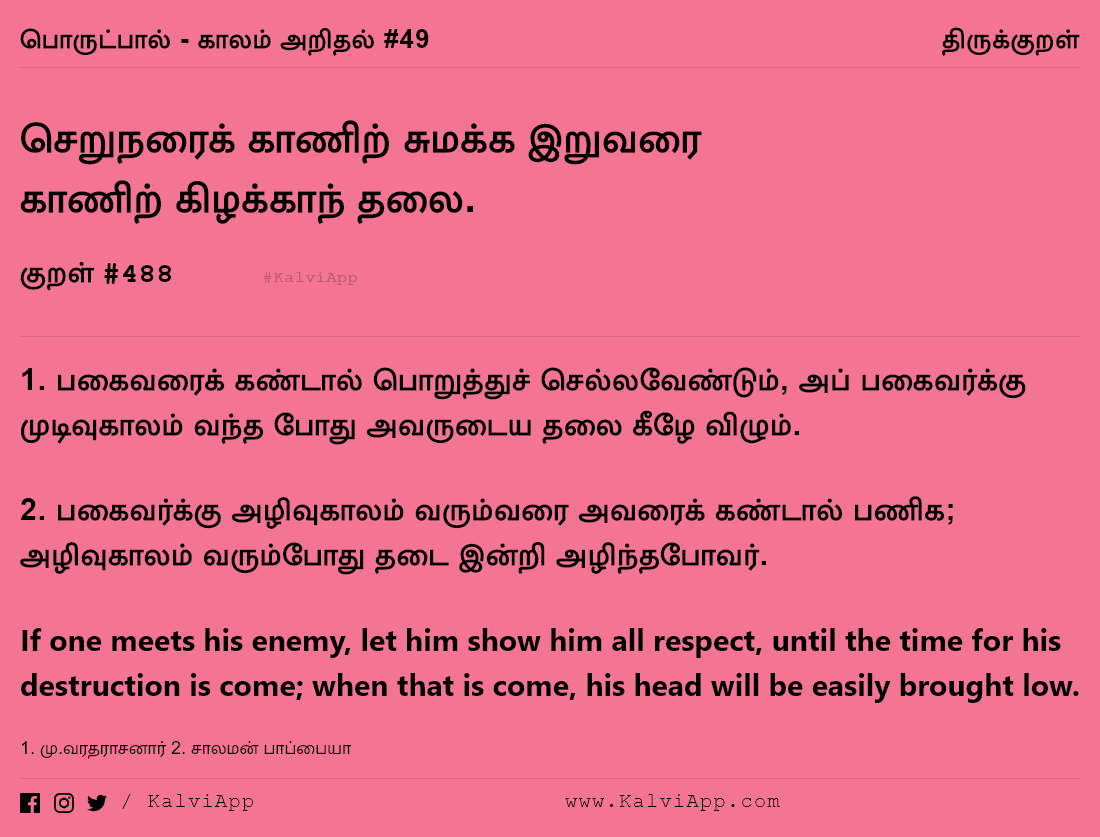 பொருட்பால் - காலம் அறிதல் #49 திருக்குறள்
செறுநரைக் காணிற் சுமக்க இறுவரை
காணிற் கிழக்காந் தலை.
குறள் #488 #KalviApp
1. பகைவரைக் கண்டால் பொறுத்துச் செல்லவேண்டும், அப் பகைவர்க்கு
முடிவுகாலம் வந்த போது அவருடைய தலை கீழே விழும்.
2. பகைவர்க்கு அழிவுகாலம் வரும்வரை அவரைக் கண்டால் பணிக;
அழிவுகாலம் வரும்போது தடை இன்றி அழிந்தபோவர்.
If one meets his enemy, let him show him all respect, until the time for his
destruction is come; when that is come, his head will be easily brought low.
1. மு.வரதராசனார் 2. சாலமன் பாப்பையா
/ KalviApp www.KalviApp.com